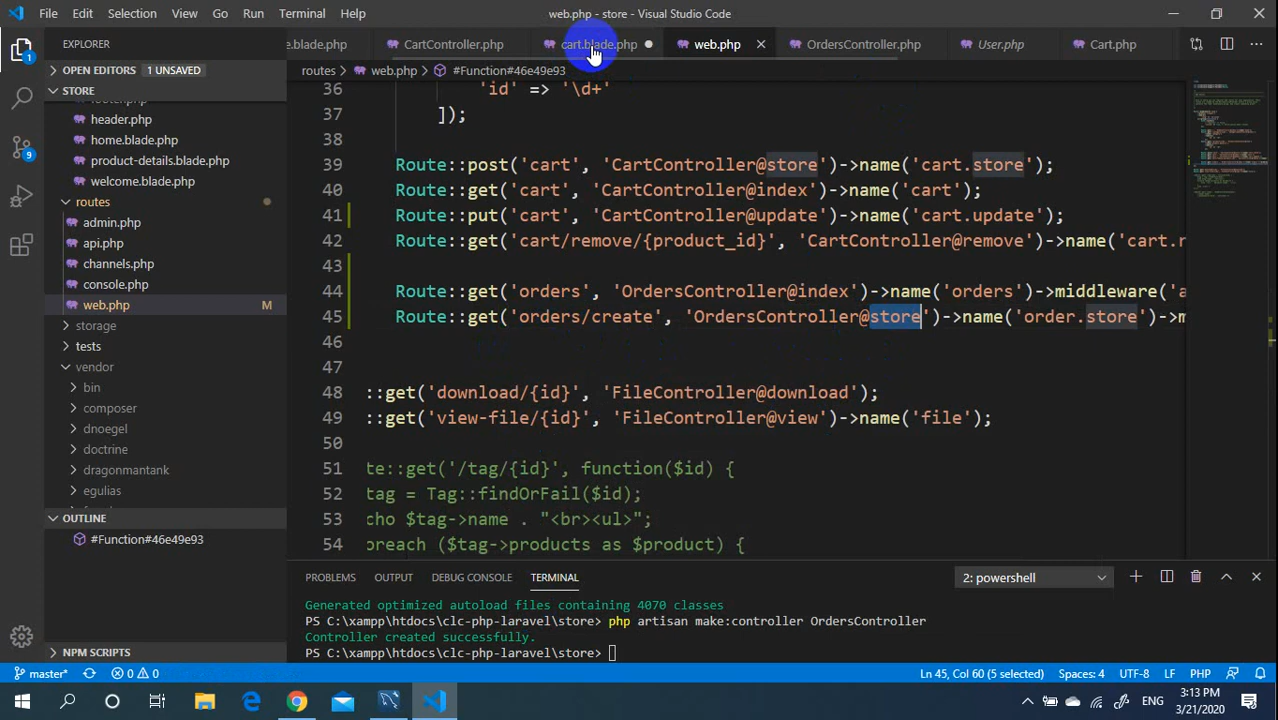 File Edit Selection View Go Run Terminal Help
web.php - store - Visual Studio Code
EXPLORER
OPEN EDITORS 1 UNSAVED
STORE
header.php
home.blade.php
product-details.blade.php
welcome.blade.php
routes
admin.php
api.php
channels.php
console.php
web.php M
storage
tests
vendor
bin
composer
dnoegel
doctrine
dragonmantank
egulias
OUTLINE
#Function#46e49e93
NPM SCRIPTS
1
9
e.blade.php CartController.php cart.blade.php web.php OrdersController.php User.php Cart.php
routes > web.php > #Function#46e49e93
36 'id' => '\d+'
37 ]);
38
39 Route::post('cart', 'CartController@store')->name('cart.store');
40 Route::get('cart', 'CartController@index')->name('cart');
41 Route::put('cart', 'CartController@update')->name('cart.update');
42 Route::get('cart/remove/{product_id}', 'CartController@remove')->name('cart.r
43
44 Route::get('orders', 'OrdersController@index')->name('orders')->middleware('a
45 Route::get('orders/create', 'OrdersController@store')->name('order.store')->m
46
47
48 ::get('download/{id}', 'FileController@download');
49 ::get('view-file/{id}', 'FileController@view')->name('file');
50
51 te::get('/tag/{id}', function($id) {
52 tag = Tag::findOrFail($id);
53 cho $tag->name . "<br><ul>";
54 breach ($tag->products as $product) {
PROBLEMS OUTPUT DEBUG CONSOLE TERMINAL 2: powershell
Generated optimized autoload files containing 4070 classes
PS C:\xampp\htdocs\clc-php-laravel\store> php artisan make:controller OrdersController
Controller created successfully.
PS C:\xampp\htdocs\clc-php-laravel\store>
master* 0 0 Ln 45, Col 60 (5 selected) Spaces: 4 UTF-8 LF PHP
ENG 3:13 PM
3/21/2020